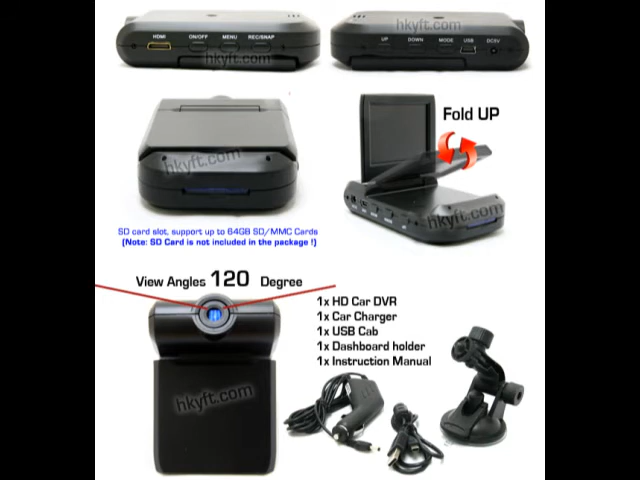 hkyft.com
HDMI ON/OFF MENU REC/SNAP
hkyft.com
UP DOWN MODE USB DC5V
hkyft.com
Fold UP
hkyft.com
SD card slot, support up to 64GB SD/MMC Cards
(Note: SD Card is not included in the package !)
View Angles 120 Degree
1x HD Car DVR
1x Car Charger
1x USB Cab
1x Dashboard holder
1x Instruction Manual
hkyft.com